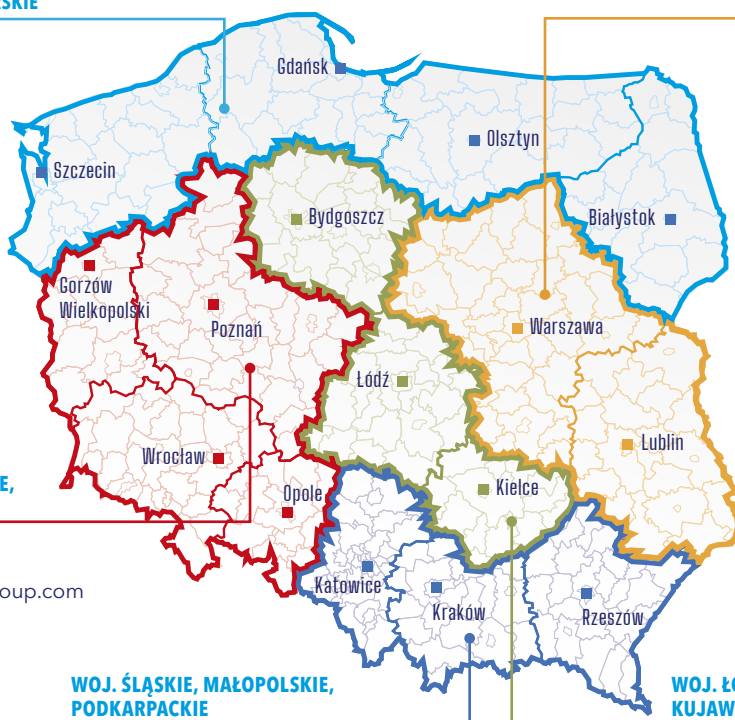 SKIE
Gdańsk
Olsztyn
Szczecin
Bydgoszcz
Białystok
Gorzów
Wielkopolski
Poznań
Warszawa
Łódź
Lublin
Wrocław
Kielce
E,
Opole
Katowice
oup.com
Kraków
Rzeszów
WOJ. ŚLĄSKIE, MAŁOPOLSKIE,
PODKARPACKIE
WOJ. ŁÓ
KUJAW